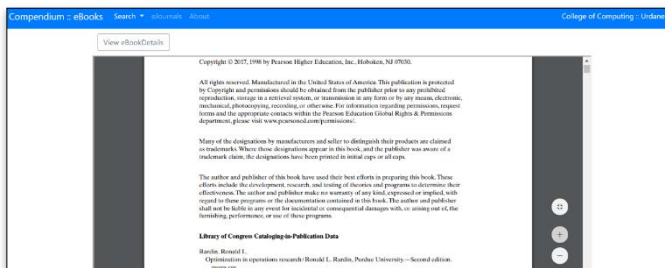 Compendium :: eBooks Search eJournals About College of Computing :: Urdane
View eBookDetails
Copyright © 2017, 1998 by Pearson Higher Education, Inc., Hoboken, NJ 07030.
All rights reserved. Manufactured in the United States of America. This publication is protected
by Copyright and permissions should be obtained from the publisher prior to any prohibited
reproduction, storage in a retrieval system, or transmission in any form or by any means, electronic,
mechanical, photocopying, recording, or otherwise. For information regarding permissions, request
forms and the appropriate contacts within the Pearson Education Global Rights & Permissions
department, please visit www.pearsoned.com/permissions/.
Many of the designations by manufacturers and seller to distinguish their products are claimed
as trademarks. Where those designations appear in this book, and the publisher was aware of a
trademark claim, the designations have been printed in initial caps or all caps.
The author and publisher of this book have used their best efforts in preparing this book. These
efforts include the development, research, and testing of theories and programs to determine their
effectiveness. The author and publisher make no warranty of any kind, expressed or implied, with
regard to these programs or the documentation contained in this book. The author and publisher
shall not be liable in any event for incidental or consequential damages with, or arising out of, the
furnishing, performance, or use of these programs.
Library of Congress Cataloging-in-Publication Data
Rardin, Ronald L.
Optimization in operations research / Ronald L. Rardin, Purdue University.—Second edition.